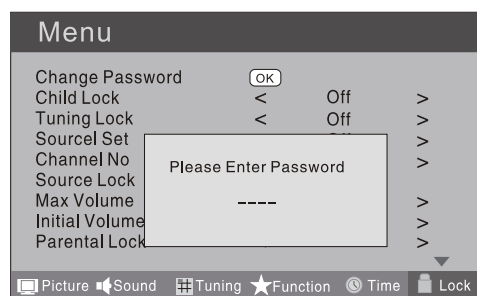 Menu
Change Password OK
Child Lock < Off >
Tuning Lock < Off >
Sourcel Set >
Channel No >
Source Lock
Max Volume >
Initial Volume >
Parental Lock >
Please Enter Password
----
Picture Sound Tuning Function Time Lock